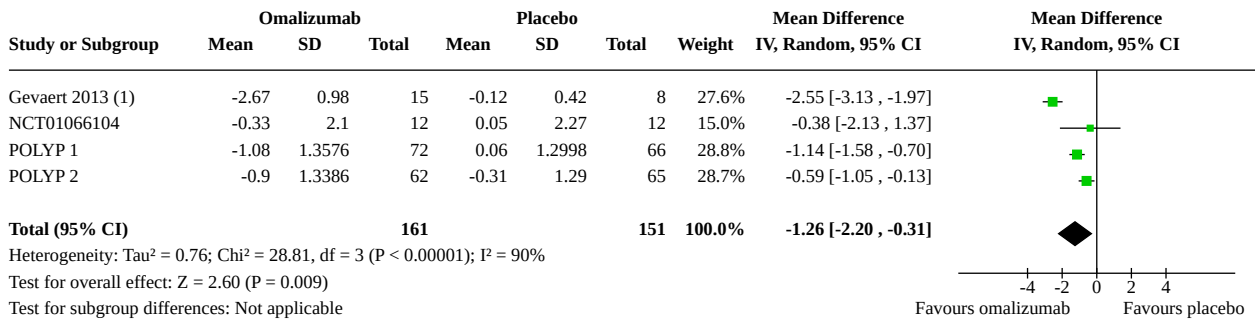 Omalizumab Placebo Mean Difference Mean Difference
Study or Subgroup Mean SD Total Mean SD Total Weight IV, Random, 95% CI IV, Random, 95% CI
Gevaert 2013 (1) -2.67 0.98 15 -0.12 0.42 8 27.6% -2.55 [-3.13 , -1.97]
NCT01066104 -0.33 2.1 12 0.05 2.27 12 15.0% -0.38 [-2.13 , 1.37]
POLYP 1 -1.08 1.3576 72 0.06 1.2998 66 28.8% -1.14 [-1.58 , -0.70]
POLYP 2 -0.9 1.3386 62 -0.31 1.29 65 28.7% -0.59 [-1.05 , -0.13]
Total (95% CI) 161 151 100.0% -1.26 [-2.20 , -0.31]
Heterogeneity: Tau² = 0.76; Chi² = 28.81, df = 3 (P < 0.00001); I² = 90%
Test for overall effect: Z = 2.60 (P = 0.009) -4 -2 0 2 4
Test for subgroup differences: Not applicable Favours omalizumab Favours placebo